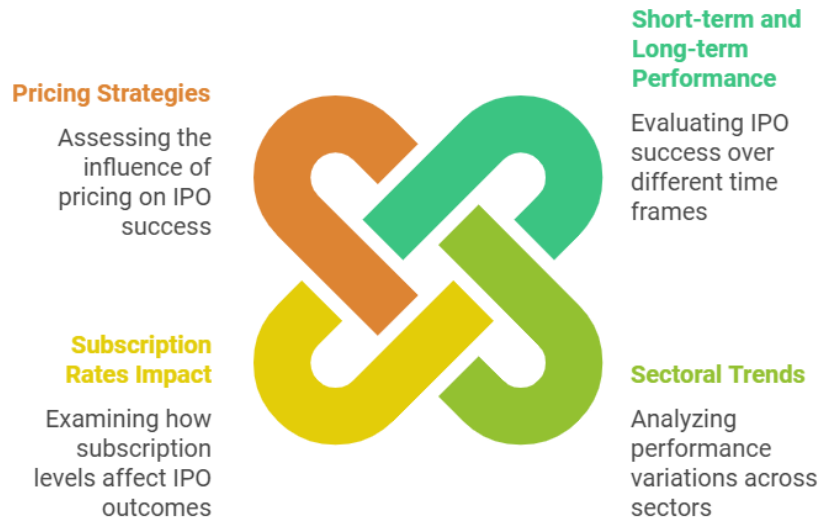 Pricing Strategies
Assessing the
influence of
pricing on IPO
success
Short-term and
Long-term
Performance
Evaluating IPO
success over
different time
frames
Subscription
Rates Impact
Examining how
subscription
levels affect IPO
outcomes
Sectoral Trends
Analyzing
performance
variations across
sectors